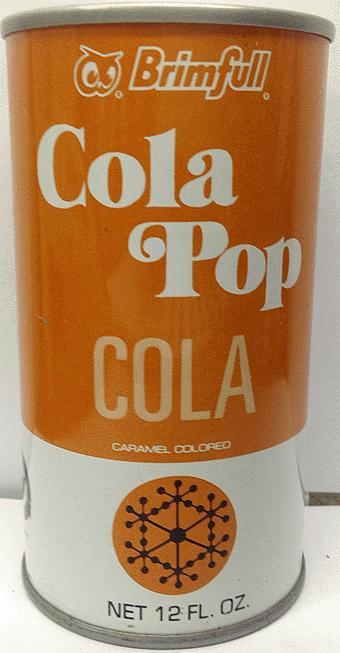 Brimfull
Cola
Pop
COLA
CARAMEL COLORED
NET 12 FL. OZ.